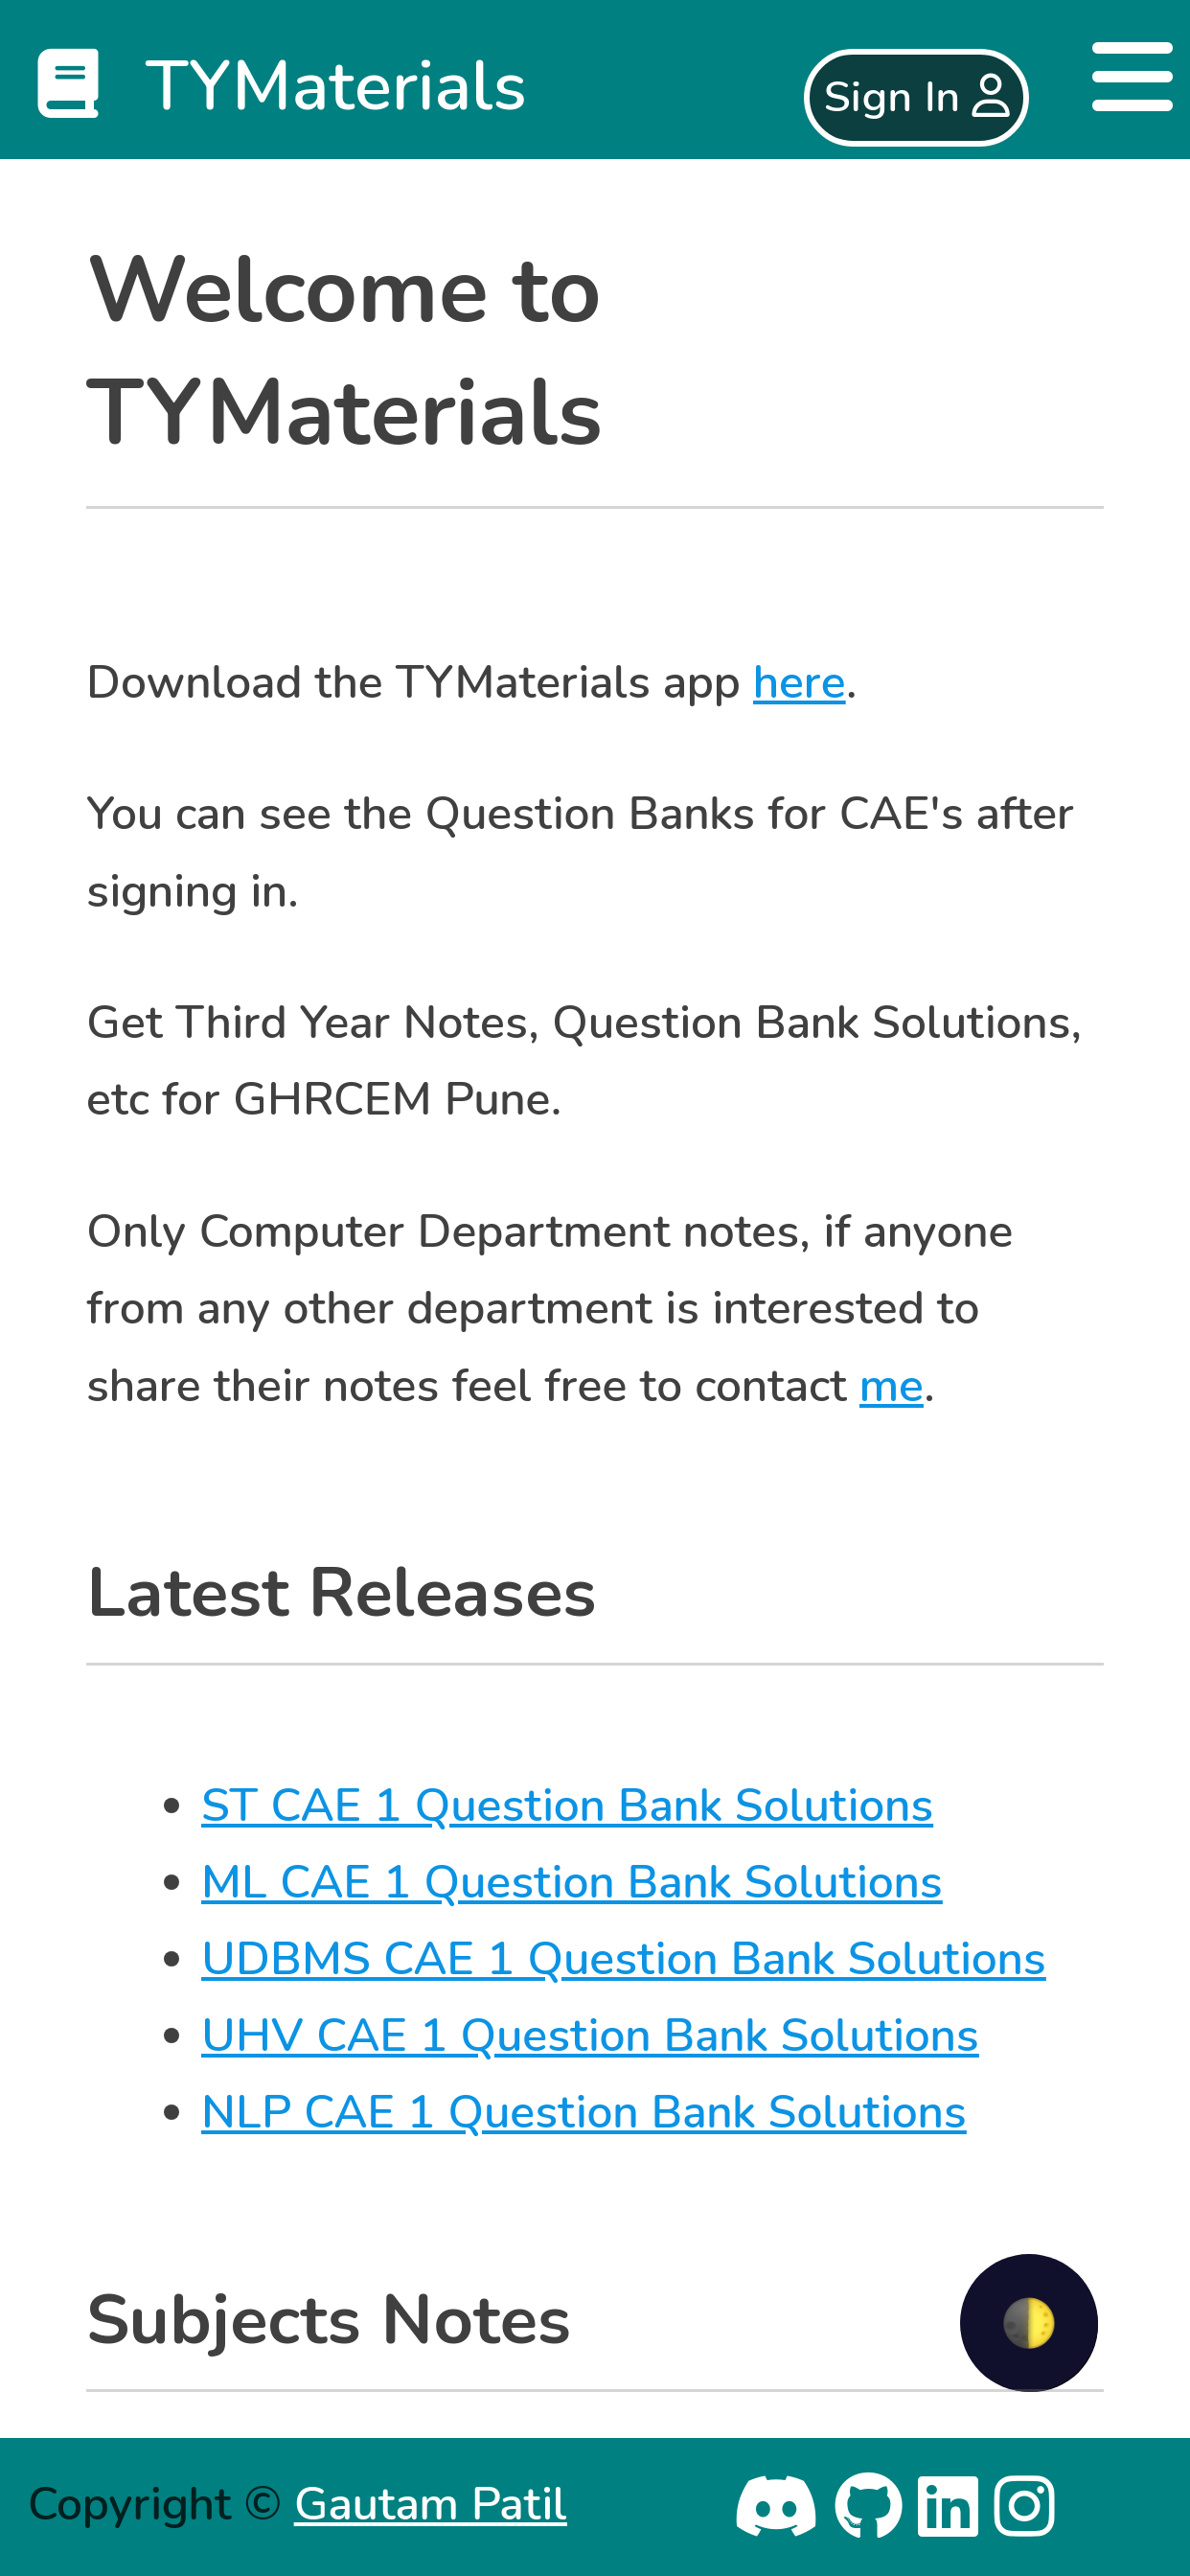 TYMaterials
Sign In
Welcome to
TYMaterials
Download the TYMaterials app here.
You can see the Question Banks for CAE's after
signing in.
Get Third Year Notes, Question Bank Solutions,
etc for GHRCEM Pune.
Only Computer Department notes, if anyone
from any other department is interested to
share their notes feel free to contact me.
Latest Releases
• ST CAE 1 Question Bank Solutions
• ML CAE 1 Question Bank Solutions
• UDBMS CAE 1 Question Bank Solutions
• UHV CAE 1 Question Bank Solutions
• NLP CAE 1 Question Bank Solutions
Subjects Notes
Copyright © Gautam Patil